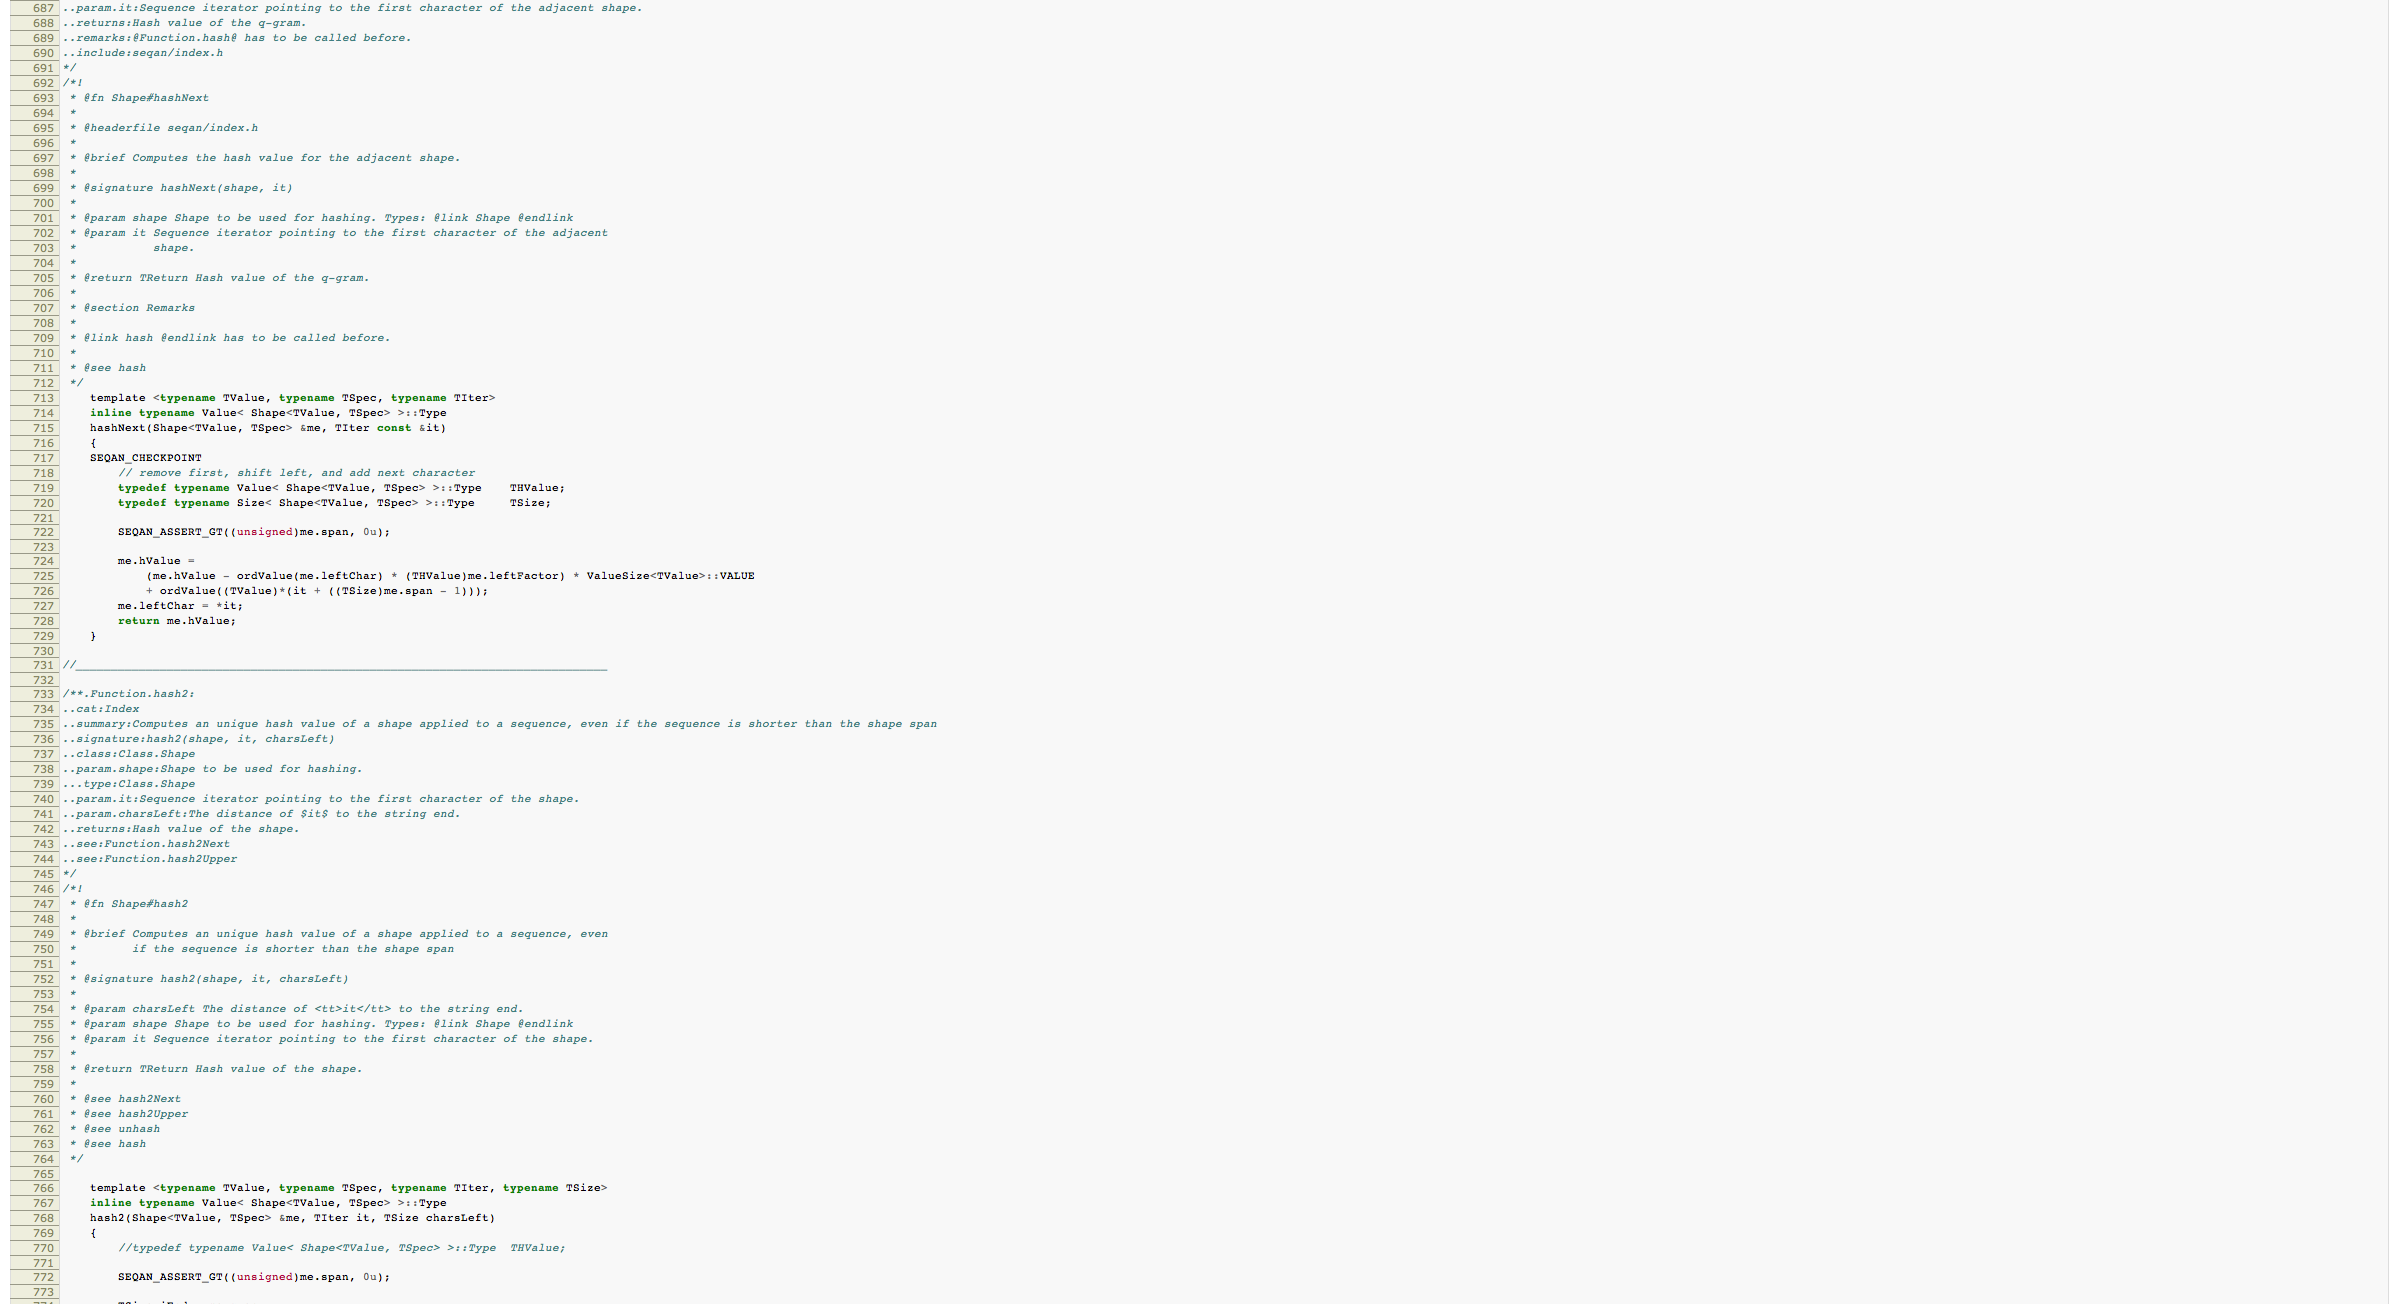 687 ..param.it:Sequence iterator pointing to the first character of the adjacent shape.
688 ..returns:Hash value of the q-gram.
689 ..remarks:@Function.hash@ has to be called before.
690 ..include:seqan/index.h
691 */
692 /*!
693  * @fn Shape#hashNext
694  *
695  * @headerfile seqan/index.h
696  *
697  * @brief Computes the hash value for the adjacent shape.
698  *
699  * @signature hashNext(shape, it)
700  *
701  * @param shape Shape to be used for hashing. Types: @link Shape @endlink
702  * @param it Sequence iterator pointing to the first character of the adjacent
703  *           shape.
704  *
705  * @return TReturn Hash value of the q-gram.
706  *
707  * @section Remarks
708  *
709  * @link hash @endlink has to be called before.
710  *
711  * @see hash
712  */
713     template <typename TValue, typename TSpec, typename TIter>
714     inline typename Value< Shape<TValue, TSpec> >::Type
715     hashNext(Shape<TValue, TSpec> &me, TIter const &it)
716     {
717     SEQAN_CHECKPOINT
718         // remove first, shift left, and add next character
719         typedef typename Value< Shape<TValue, TSpec> >::Type    THValue;
720         typedef typename Size< Shape<TValue, TSpec> >::Type     TSize;
721
722         SEQAN_ASSERT_GT((unsigned)me.span, 0u);
723
724         me.hValue =
725             (me.hValue - ordValue(me.leftChar) * (THValue)me.leftFactor) * ValueSize<TValue>::VALUE
726             + ordValue((TValue)*(it + ((TSize)me.span - 1)));
727         me.leftChar = *it;
728         return me.hValue;
729     }
730
731 //____________________________________________________________________________
732
733 /**.Function.hash2:
734 ..cat:Index
735 ..summary:Computes an unique hash value of a shape applied to a sequence, even if the sequence is shorter than the shape span
736 ..signature:hash2(shape, it, charsLeft)
737 ..class:Class.Shape
738 ..param.shape:Shape to be used for hashing.
739 ...type:Class.Shape
740 ..param.it:Sequence iterator pointing to the first character of the shape.
741 ..param.charsLeft:The distance of $it$ to the string end.
742 ..returns:Hash value of the shape.
743 ..see:Function.hash2Next
744 ..see:Function.hash2Upper
745 */
746 /*!
747  * @fn Shape#hash2
748  *
749  * @brief Computes an unique hash value of a shape applied to a sequence, even
750  *        if the sequence is shorter than the shape span
751  *
752  * @signature hash2(shape, it, charsLeft)
753  *
754  * @param charsLeft The distance of <tt>it</tt> to the string end.
755  * @param shape Shape to be used for hashing. Types: @link Shape @endlink
756  * @param it Sequence iterator pointing to the first character of the shape.
757  *
758  * @return TReturn Hash value of the shape.
759  *
760  * @see hash2Next
761  * @see hash2Upper
762  * @see unhash
763  * @see hash
764  */
765
766     template <typename TValue, typename TSpec, typename TIter, typename TSize>
767     inline typename Value< Shape<TValue, TSpec> >::Type
768     hash2(Shape<TValue, TSpec> &me, TIter it, TSize charsLeft)
769     {
770         //typedef typename Value< Shape<TValue, TSpec> >::Type  THValue;
771
772         SEQAN_ASSERT_GT((unsigned)me.span, 0u);
773